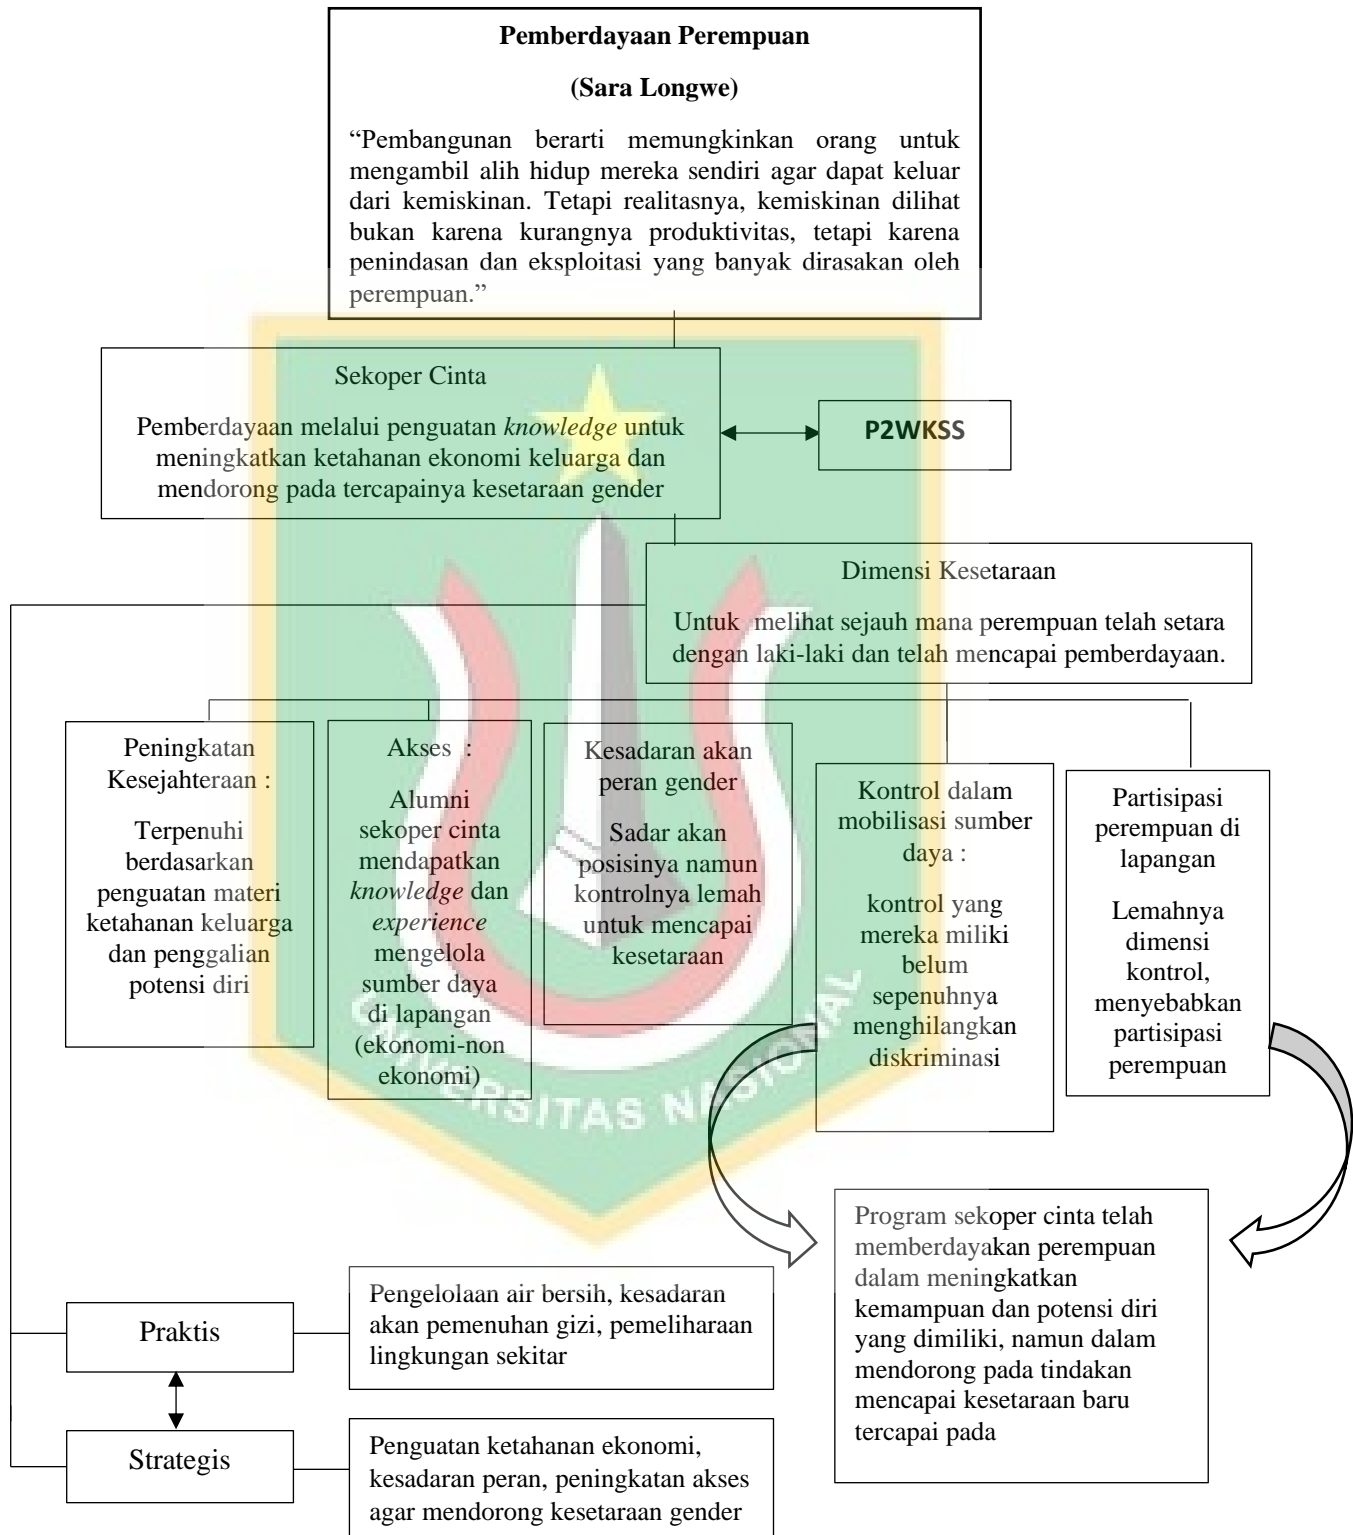 Pemberdayaan Perempuan
(Sara Longwe)
“Pembangunan berarti memungkinkan orang untuk
mengambil alih hidup mereka sendiri agar dapat keluar
dari kemiskinan. Tetapi realitasnya, kemiskinan dilihat
bukan karena kurangnya produktivitas, tetapi karena
penindasan dan eksploitasi yang banyak dirasakan oleh
perempuan.”
Sekoper Cinta
Pemberdayaan melalui penguatan knowledge untuk
meningkatkan ketahanan ekonomi keluarga dan
mendorong pada tercapainya kesetaraan gender
P2WKSS
Dimensi Kesetaraan
Untuk melihat sejauh mana perempuan telah setara
dengan laki-laki dan telah mencapai pemberdayaan.
Peningkatan
Kesejahteraan :
Terpenuhi
berdasarkan
penguatan materi
ketahanan keluarga
dan penggalian
potensi diri
Akses :
Alumni
sekoper cinta
mendapatkan
knowledge dan
experience
mengelola
sumber daya
di lapangan
(ekonomi-non
ekonomi)
Kesadaran akan
peran gender
Sadar akan
posisinya namun
kontrolnya lemah
untuk mencapai
kesetaraan
Kontrol dalam
mobilisasi sumber
daya :
kontrol yang
mereka miliki
belum
sepenuhnya
menghilangkan
diskriminasi
Partisipasi
perempuan di
lapangan
Lemahnya
dimensi
kontrol,
menyebabkan
partisipasi
perempuan
UNIVERSITAS NASIONAL
Program sekoper cinta telah
memberdayakan perempuan
dalam meningkatkan
kemampuan dan potensi diri
yang dimiliki, namun dalam
mendorong pada tindakan
mencapai kesetaraan baru
tercapai pada
Praktis
Pengelolaan air bersih, kesadaran
akan pemenuhan gizi, pemeliharaan
lingkungan sekitar
Strategis
Penguatan ketahanan ekonomi,
kesadaran peran, peningkatan akses
agar mendorong kesetaraan gender